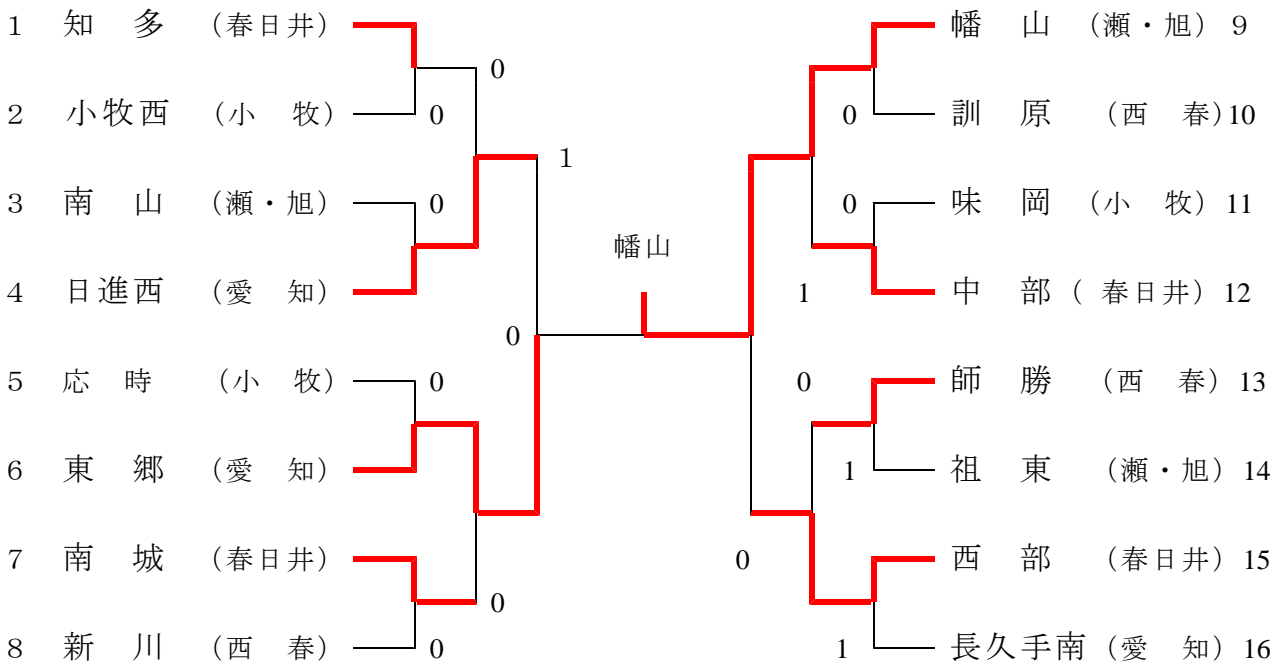 1 知 多 (春日井)
0
2 小牧西 (小 牧)
0
1
3 南 山 (瀬・旭)
0
4 日進西 (愛 知)
0
5 応 時 (小 牧)
0
6 東 郷 (愛 知)
7 南 城 (春日井)
0
8 新 川 (西 春)
0
幡山
幡 山 (瀬・旭) 9
0
訓 原 (西 春)10
0
味 岡 (小 牧) 11
1
中 部 ( 春日井) 12
0
師 勝 (西 春) 13
1
祖 東 (瀬・旭) 14
0
西 部 (春日井) 15
1
長久手南 (愛 知) 16